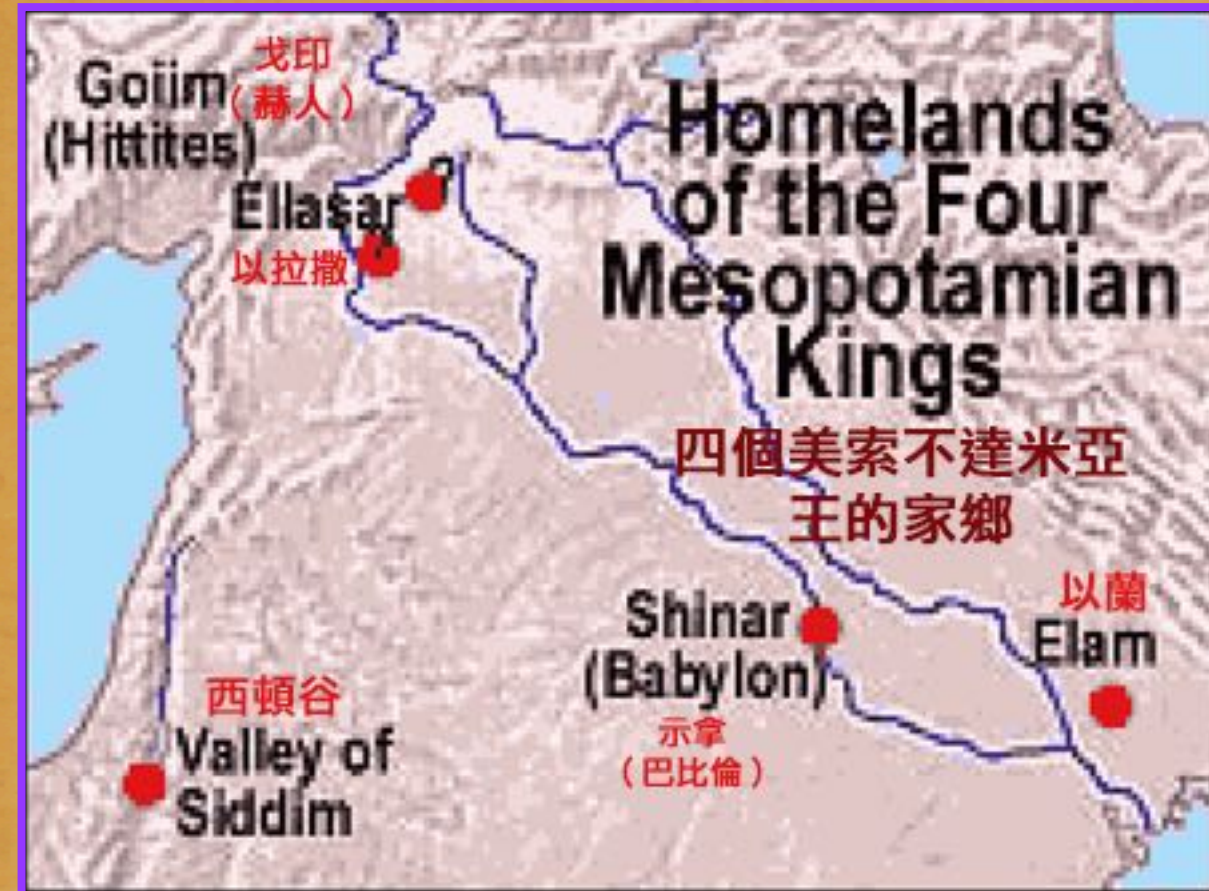 Homelands
of the Four
Mesopotamian
Kings
四個美索不達米亞
王的家鄉
Goiim
(Hittites)
戈印
（赫人）
Ellasar
以拉撒
?
?
Shinar
(Babylon)
示拿
（巴比倫）
以蘭
Elam
西頓谷
Valley of
Siddim